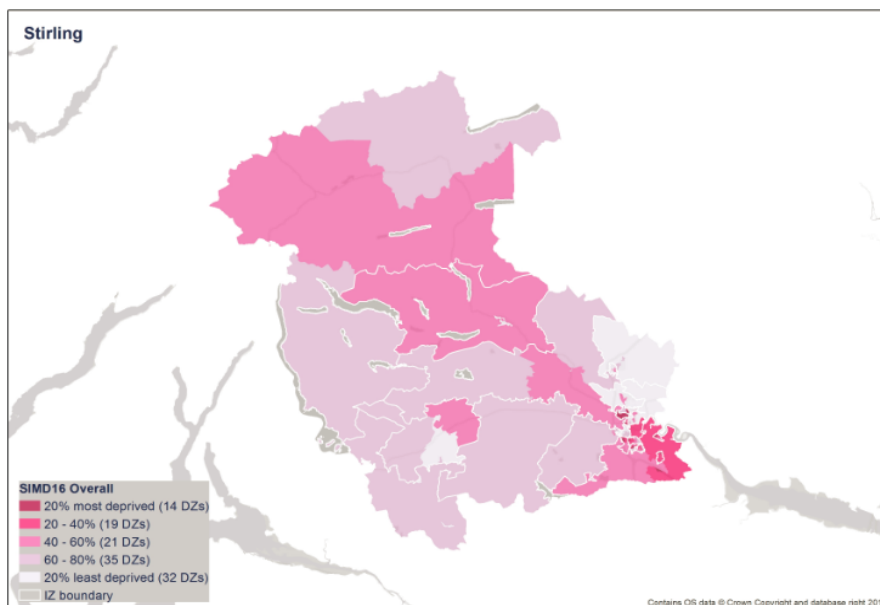 Stirling
SIMD16 Overall
20% most deprived (14 DZs)
20 - 40% (19 DZs)
40 - 60% (21 DZs)
60 - 80% (35 DZs)
20% least deprived (32 DZs)
IZ boundary
Contains OS data © Crown Copyright and database right